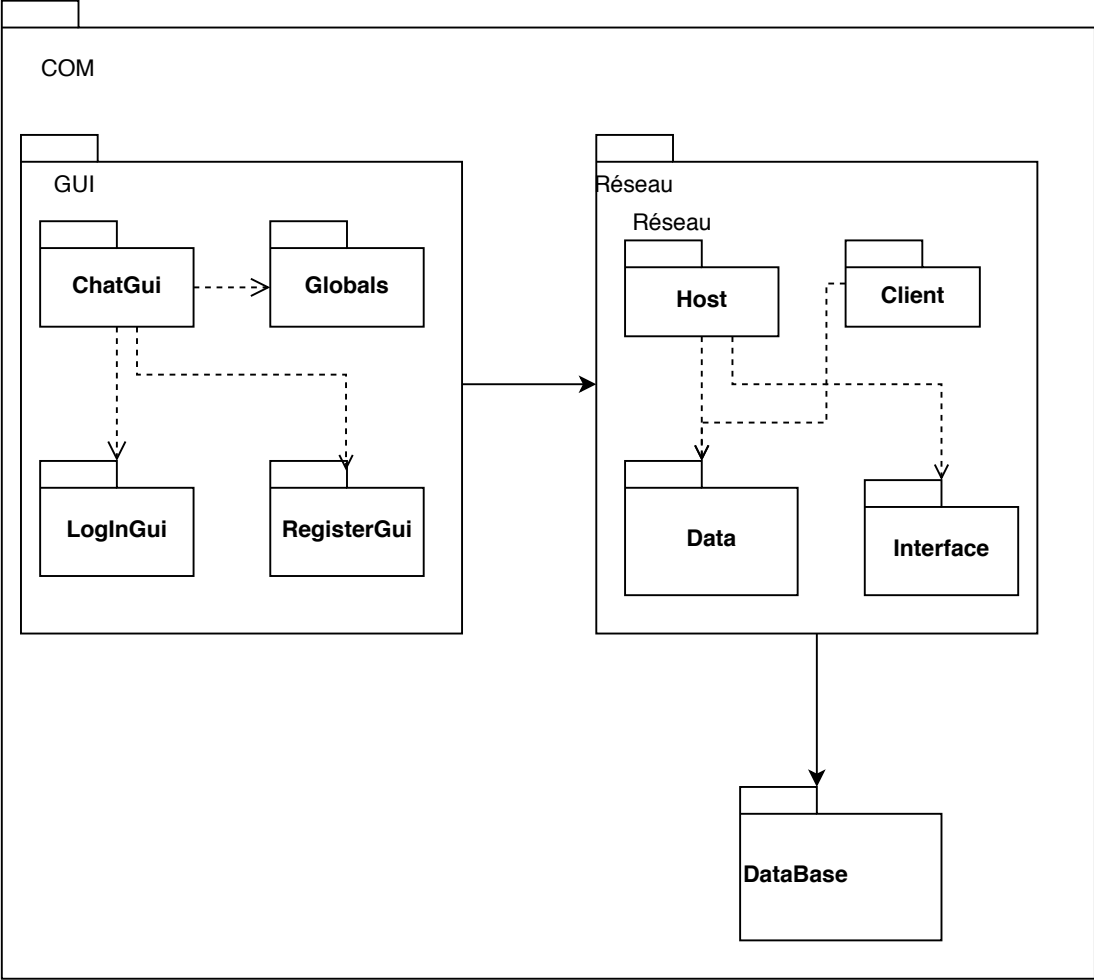 COM
GUI
ChatGui
Globals
LogInGui
RegisterGui
Réseau
Réseau
Host
Client
Data
Interface
DataBase